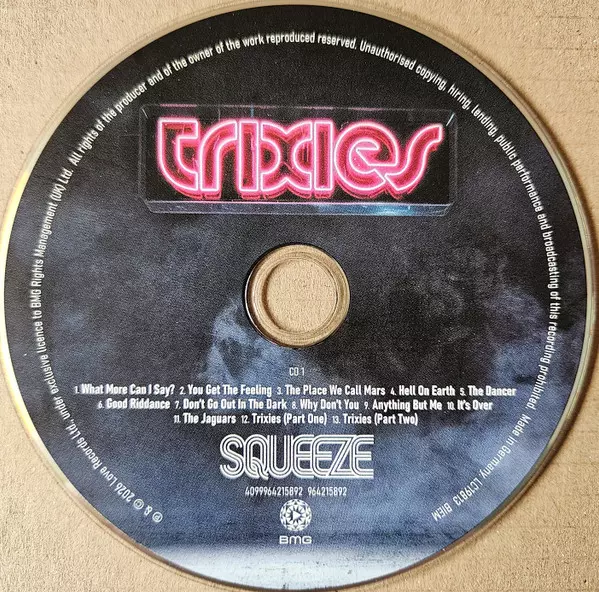 ℗ & © 2026 Love Records Ltd. Under exclusive licence to BMG Rights Management (UK) Ltd. All rights of the producer and of the owner of the work reproduced reserved. Unauthorised copying, hiring, lending, public performance and broadcasting of this recording prohibited. Made in Germany. LC19813 BIEM
trixies
CD 1
1. What More Can I Say? 2. You Get The Feeling 3. The Place We Call Mars 4. Hell On Earth 5. The Dancer
6. Good Riddance 7. Don't Go Out In The Dark 8. Why Don't You 9. Anything But Me 10. It's Over
11. The Jaguars 12. Trixies (Part One) 13. Trixies (Part Two)
SQUEEZE
4099964215892 964215892
BMG